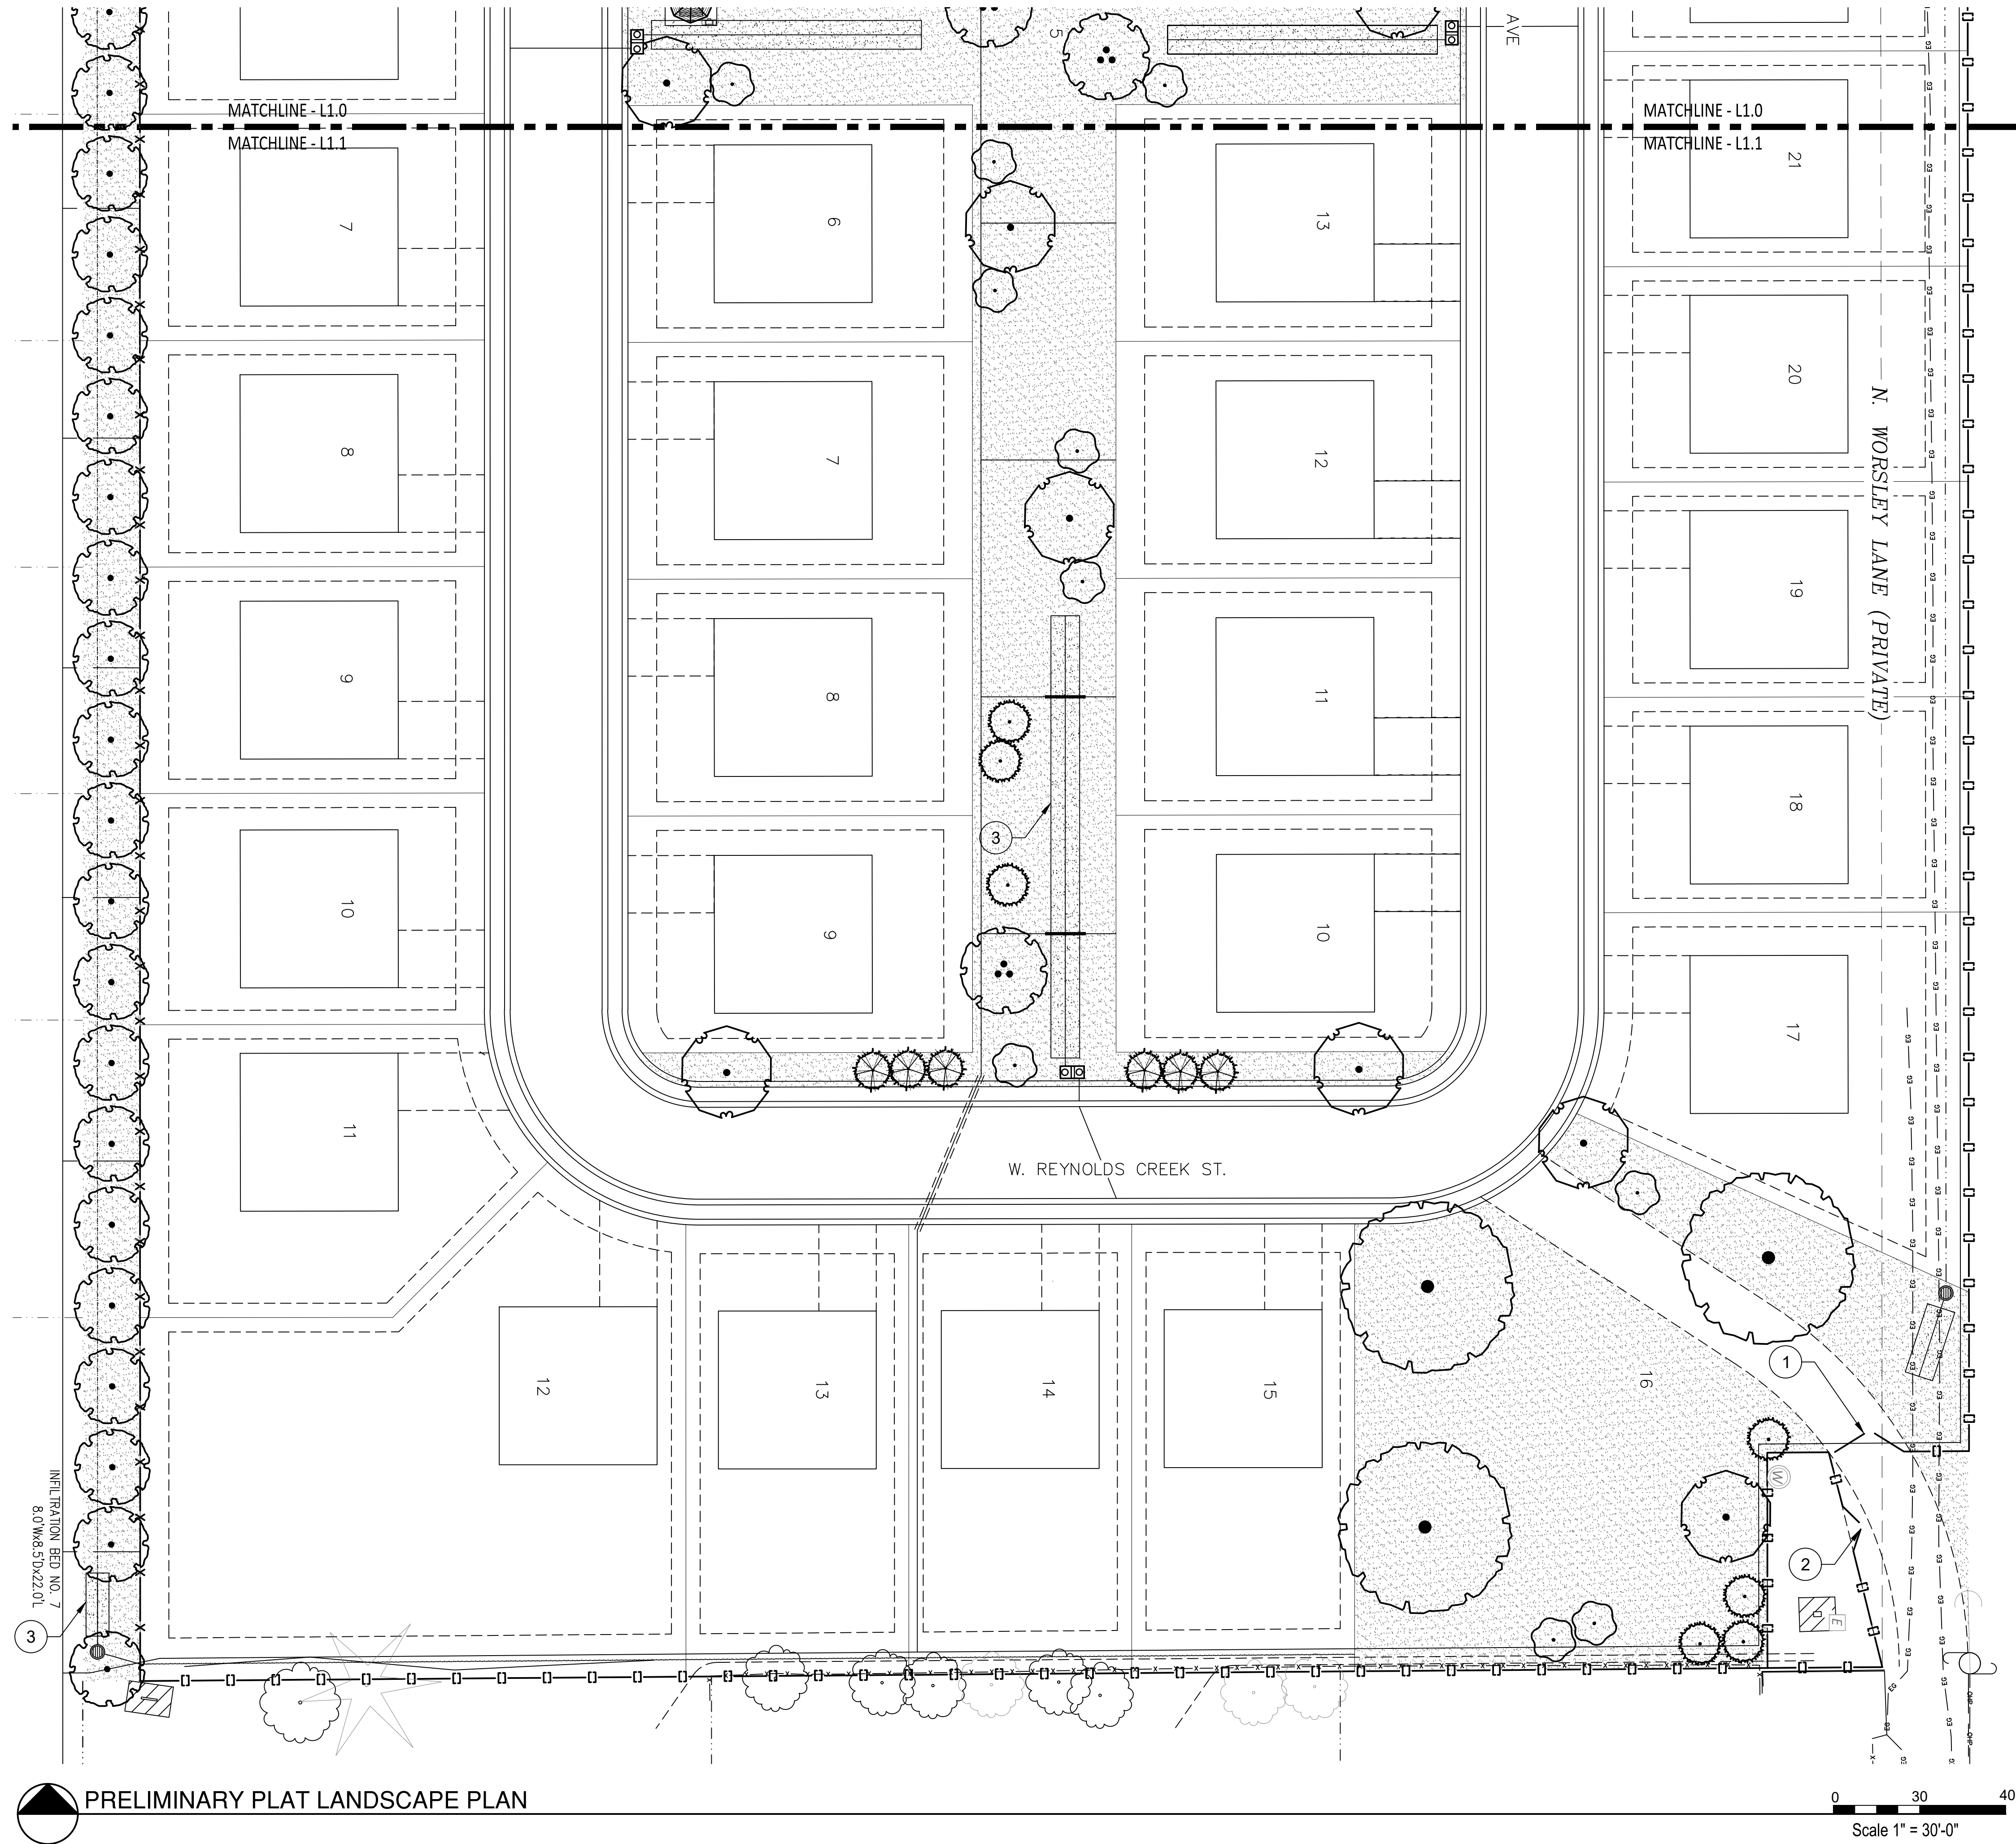 5
AVE
MATCHLINE - L1.0
MATCHLINE - L1.1
MATCHLINE - L1.0
MATCHLINE - L1.1
7
6
13
21
8
7
12
20
N. WORSLEY LANE (PRIVATE)
9
8
11
19
18
3
10
9
10
17
11
W. REYNOLDS CREEK ST.
12
13
14
15
16
1
W
2
E
INFILTRATION BED NO. 7
8.0'Wx8.5'Dx22.0'L
3
EG
OHP
OHP
PRELIMINARY PLAT LANDSCAPE PLAN
0 30 40
Scale 1" = 30'-0"